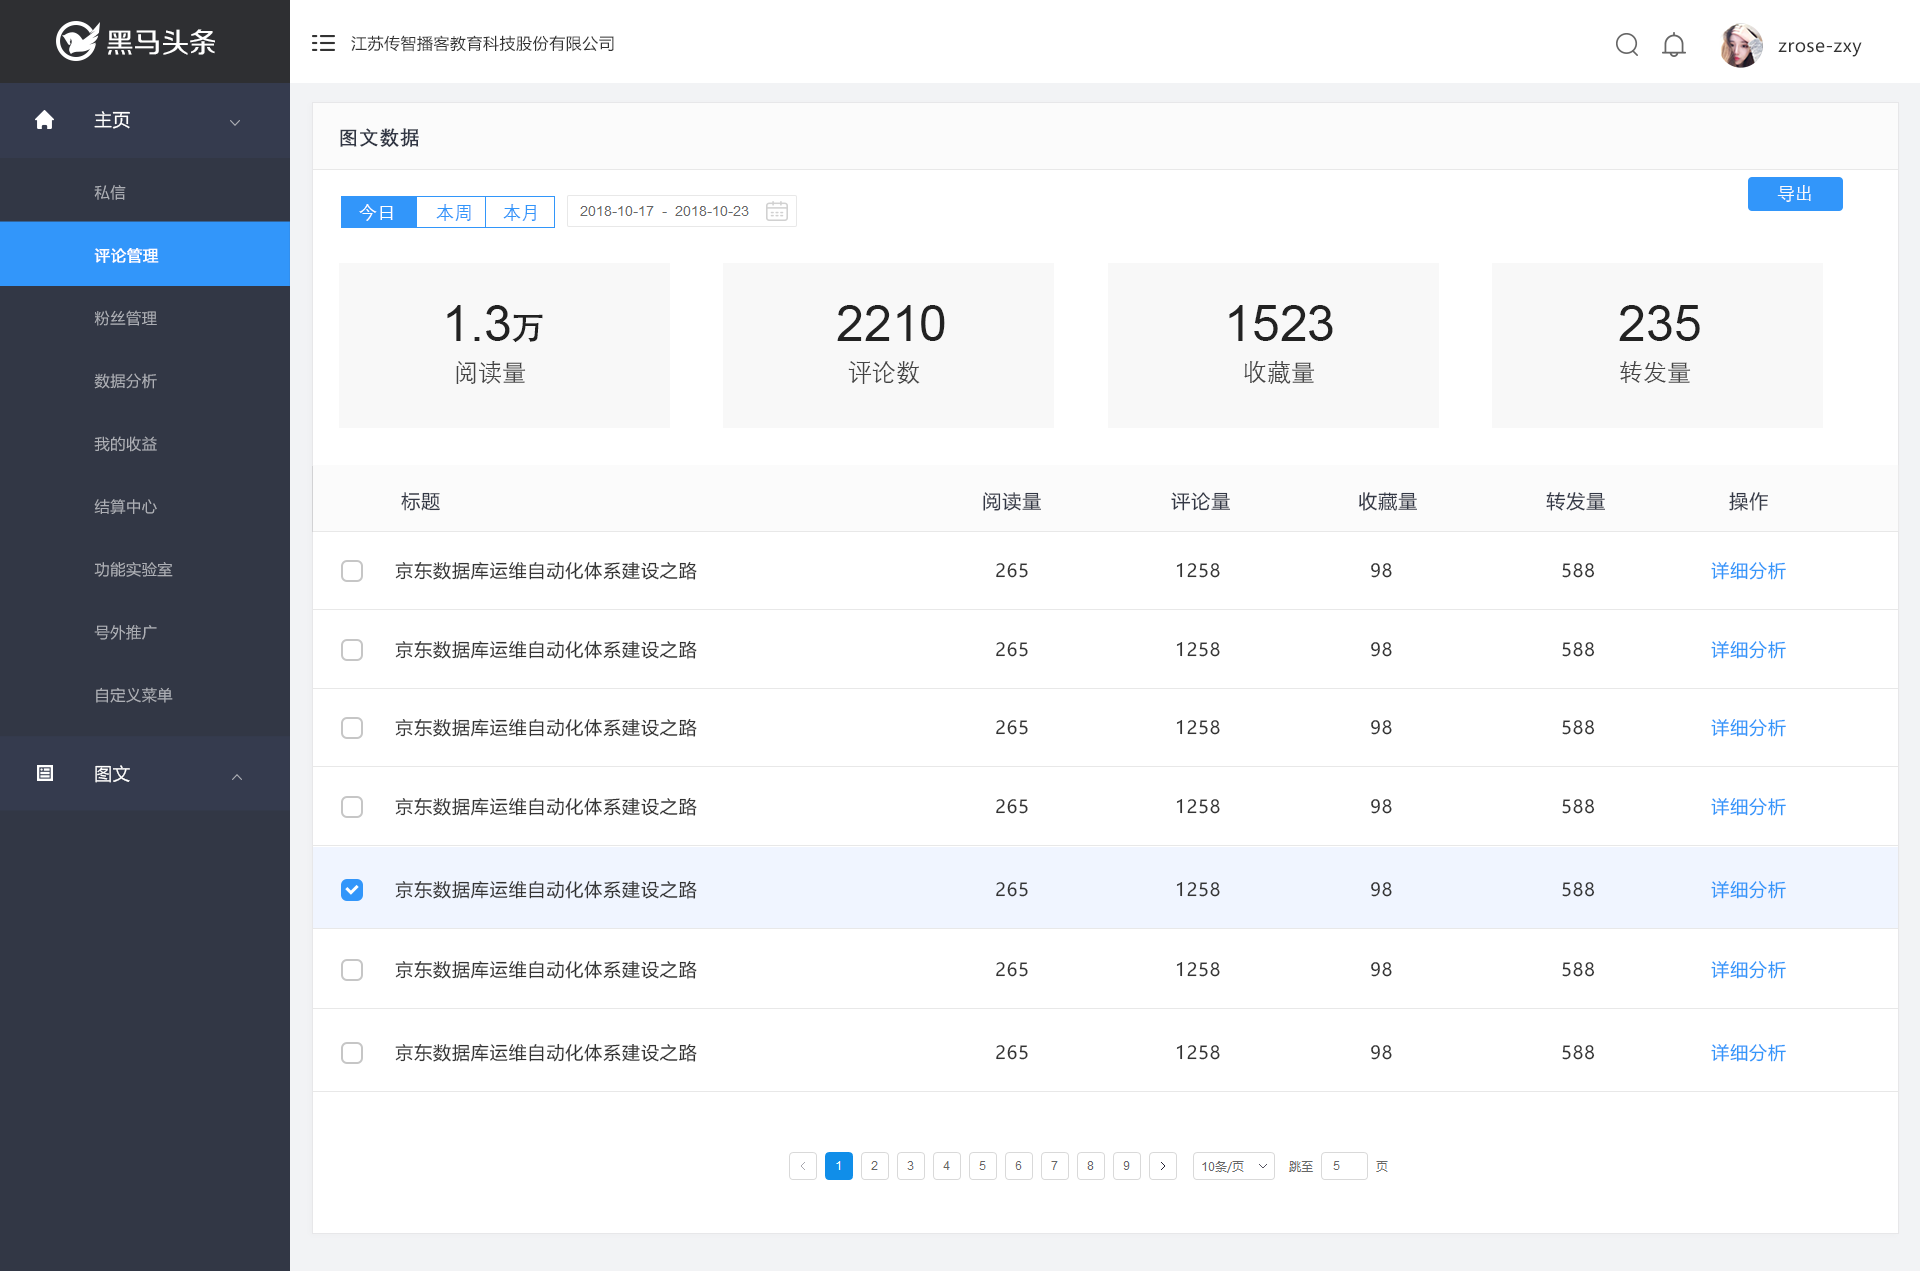 黑马头条
江苏传智播客教育科技股份有限公司
zrose-zxy
主页
私信
评论管理
粉丝管理
数据分析
我的收益
结算中心
功能实验室
号外推广
自定义菜单
图文
图文数据
今日 本周 本月 2018-10-17 - 2018-10-23 导出
1.3万 2210 1523 235
阅读量 评论数 收藏量 转发量
标题 阅读量 评论量 收藏量 转发量 操作
京东数据库运维自动化体系建设之路 265 1258 98 588 详细分析
京东数据库运维自动化体系建设之路 265 1258 98 588 详细分析
京东数据库运维自动化体系建设之路 265 1258 98 588 详细分析
京东数据库运维自动化体系建设之路 265 1258 98 588 详细分析
京东数据库运维自动化体系建设之路 265 1258 98 588 详细分析
京东数据库运维自动化体系建设之路 265 1258 98 588 详细分析
京东数据库运维自动化体系建设之路 265 1258 98 588 详细分析
1 2 3 4 5 6 7 8 9 10条/页 跳至 5 页